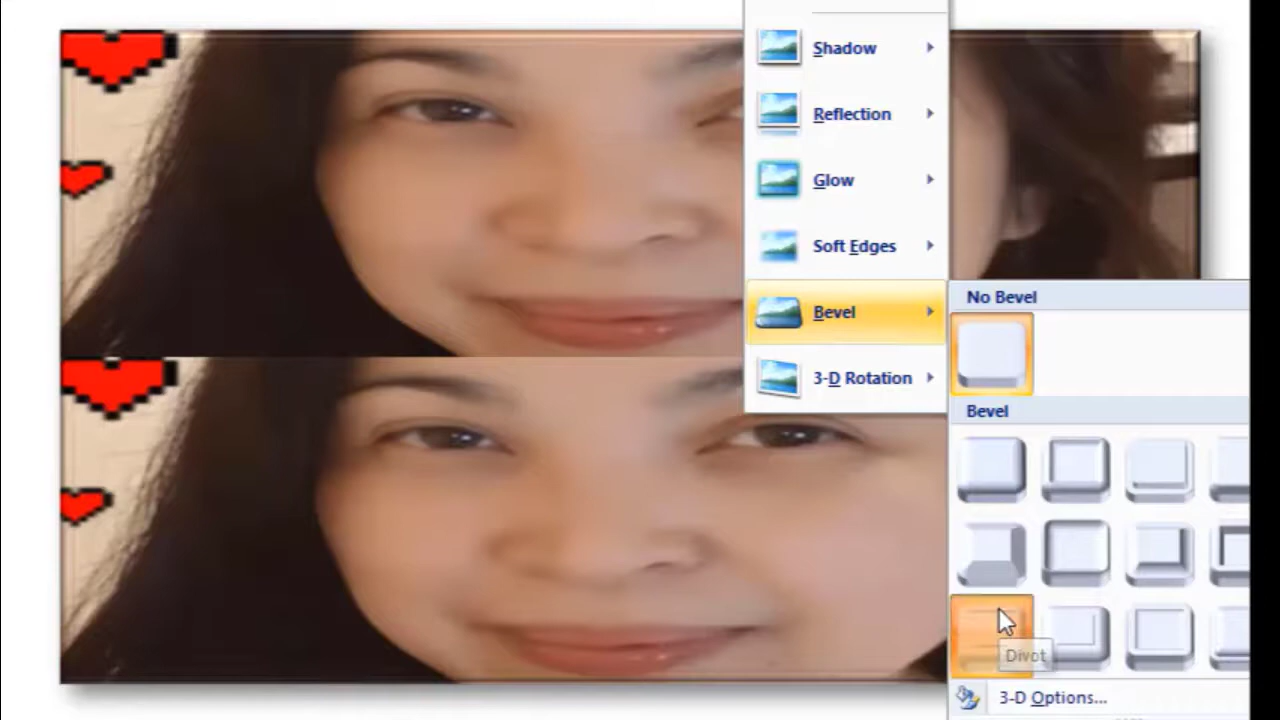 Shadow
Reflection
Glow
Soft Edges
Bevel
3-D Rotation
No Bevel
Bevel
Divot
3-D Options...